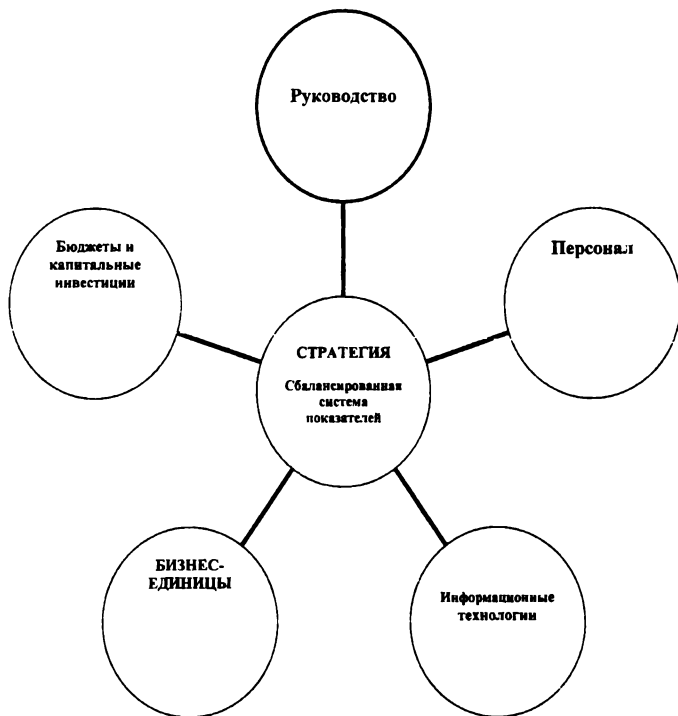 Руководство
Бюджеты и
капитальные
инвестиции
Персонал
СТРАТЕГИЯ
Сбалансированная
система
показателей
БИЗНЕС-
ЕДИНИЦЫ
Информационные
технологии